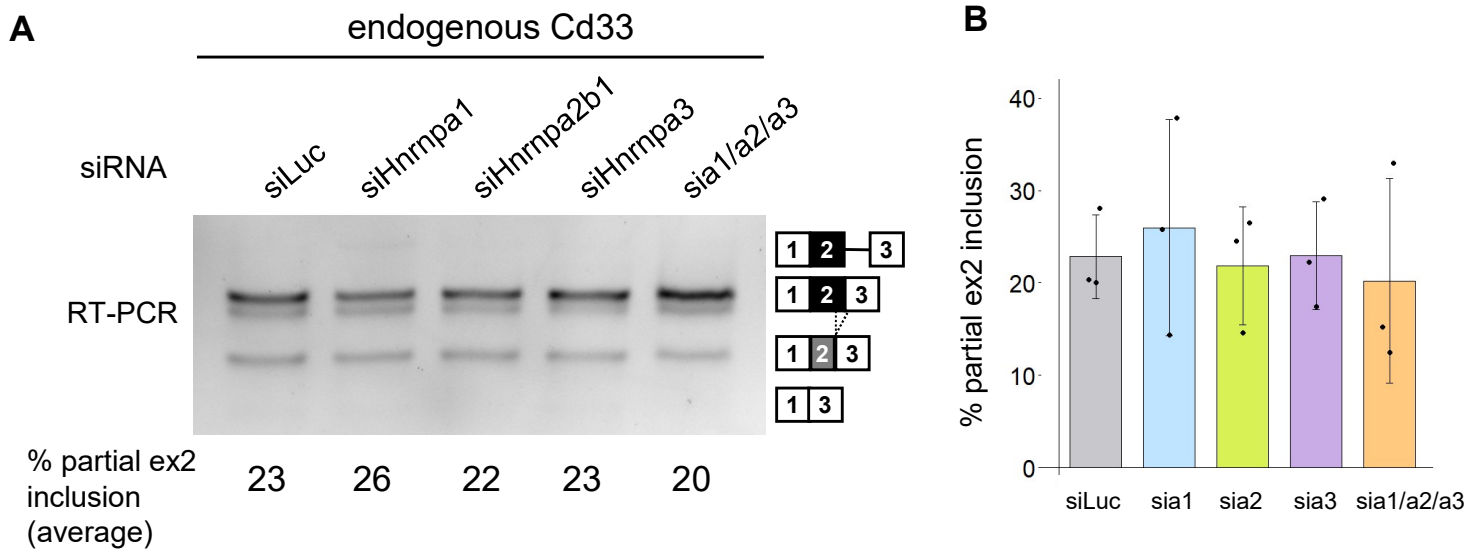 A
endogenous Cd33
siRNA
siLuc
siHnrnpa1
siHnrnpa2b1
siHnrnpa3
sia1/a2/a3
RT-PCR
1 2 3
1 2 3
1 2 3
1 3
% partial ex2
inclusion
(average)
23 26 22 23 20
B
% partial ex2 inclusion
40
30
20
10
0
siLuc sia1 sia2 sia3 sia1/a2/a3